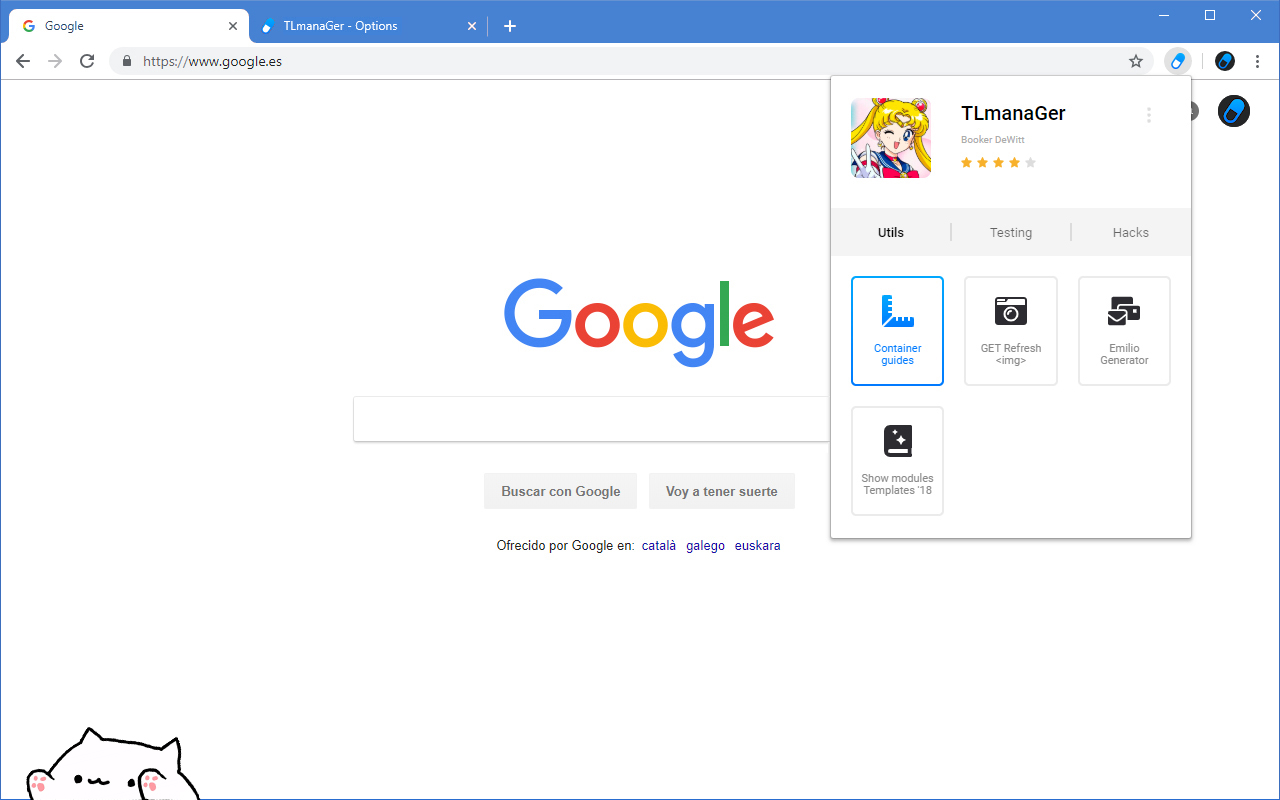 Google
TLmanaGer - Options
https://www.google.es
TLmanaGer
Booker DeWitt
Utils
Testing
Hacks
Container
guides
GET Refresh
<img>
Emilio
Generator
Show modules
Templates '18
Google
Buscar con Google
Voy a tener suerte
Ofrecido por Google en: català galego euskara